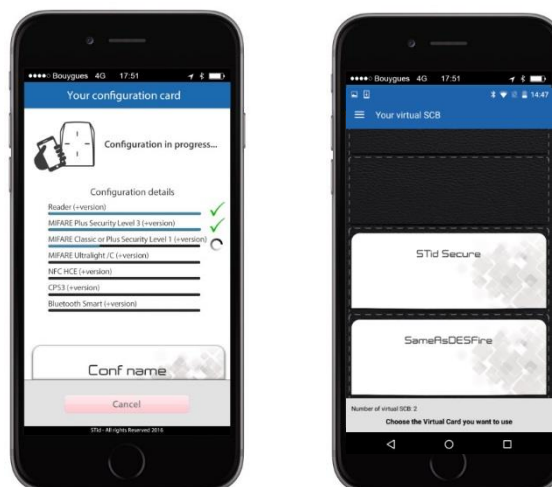 Bouygues 4G 17:51
Your configuration card
Configuration in progress...
Configuration details
Reader (+version)
MIFARE Plus Security Level 3 (+version)
MIFARE Classic or Plus Security Level 1 (+version)
MIFARE Ultralight /C (+version)
NFC HCE (+version)
CPS3 (+version)
Bluetooth Smart (+version)
Conf name
Cancel
STid - All rights Reserved 2016
Bouygues 4G 17:51
14:47
Your virtual SCB
STid Secure
SameAsDESFire
Number of virtual SCB: 2
Choose the Virtual Card you want to use